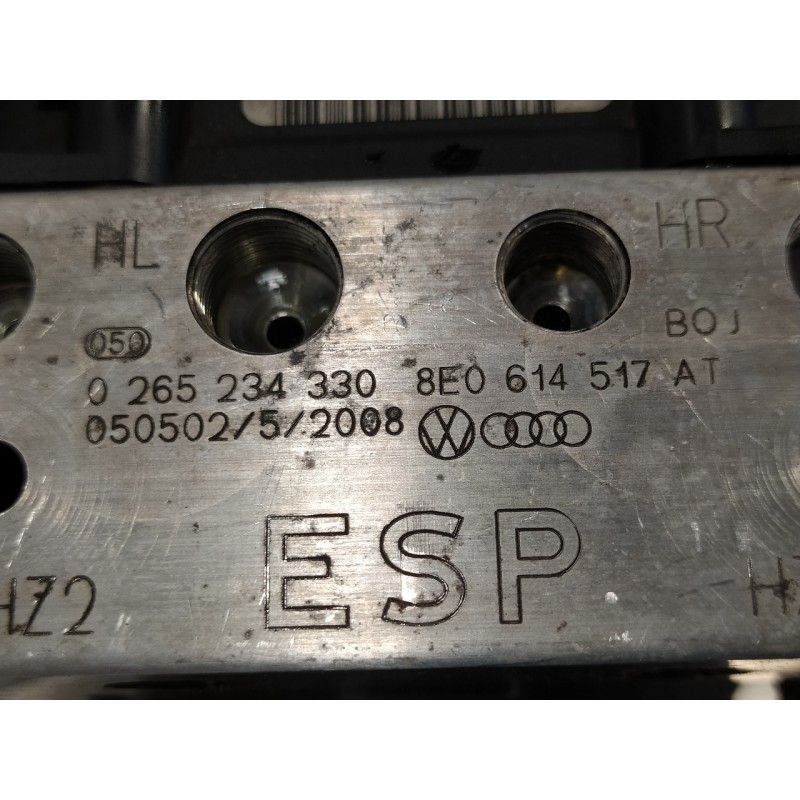 HL HR
050 BOJ
0 265 234 330 8E0 614 517 AT
050502/5/2008
ESP
HZ2